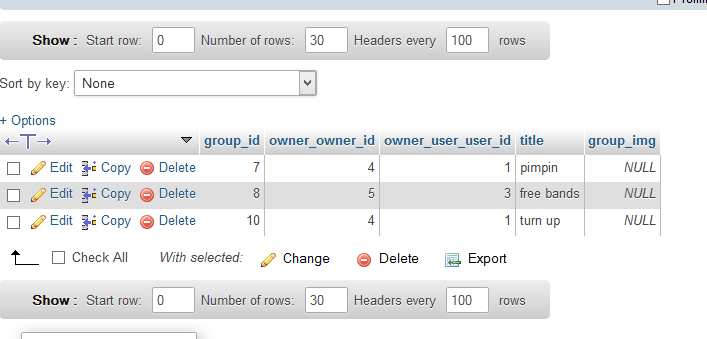 Show : Start row: 0 Number of rows: 30 Headers every 100 rows
Sort by key: None
+ Options
group_id owner_owner_id owner_user_user_id title group_img
Edit Copy Delete 7 4 1 pimpin NULL
Edit Copy Delete 8 5 3 free bands NULL
Edit Copy Delete 10 4 1 turn up NULL
Check All With selected: Change Delete Export
Show : Start row: 0 Number of rows: 30 Headers every 100 rows